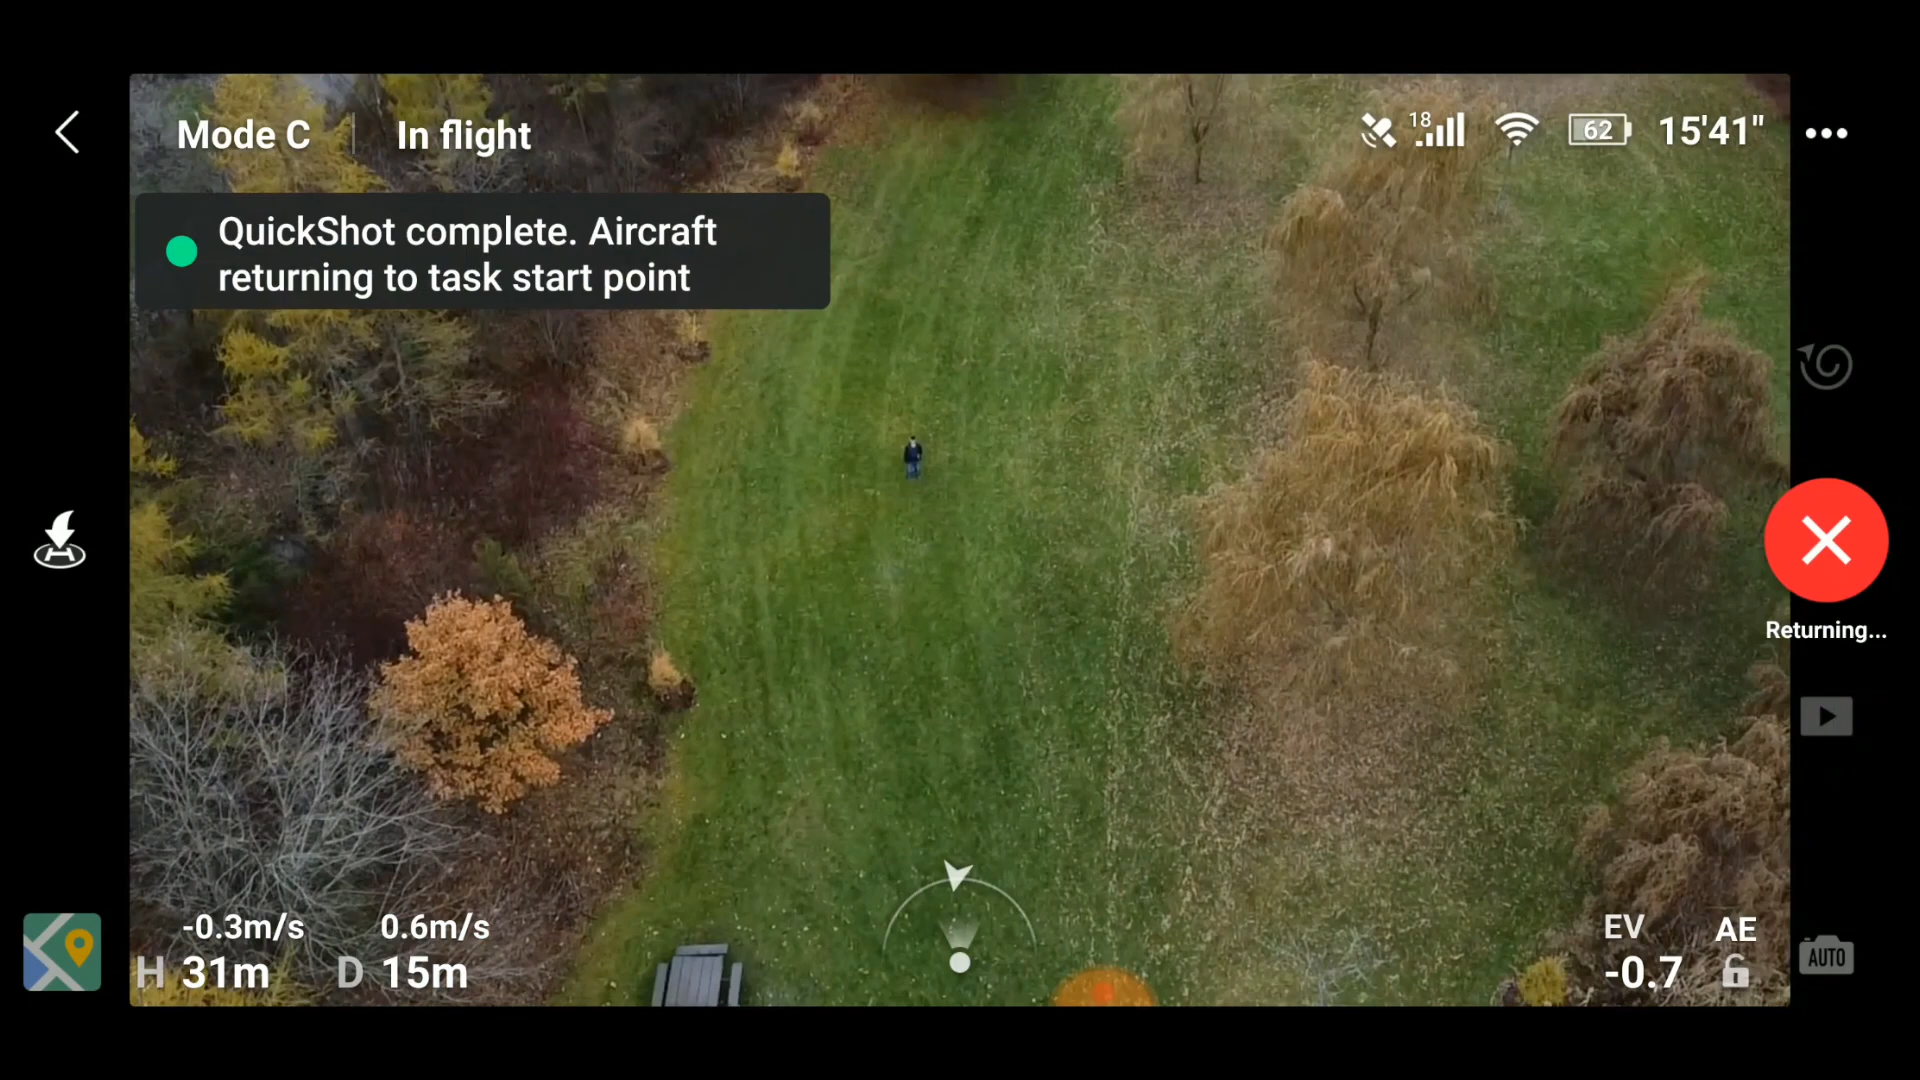 Mode C
In flight
18
62
15'41"
QuickShot complete. Aircraft
returning to task start point
Returning...
-0.3m/s
0.6m/s
H 31m
D 15m
EV
-0.7
AE
AUTO